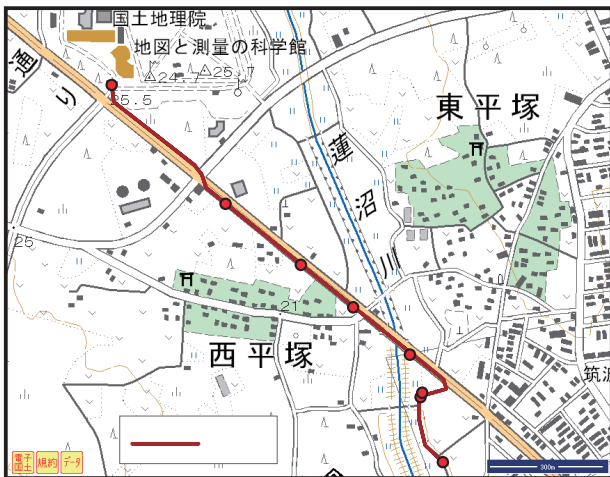 国土地理院
地図と測量の科学館
通り
24.7
25.7
25.5
東平塚
蓮沼川
25
21
西平塚
筑波
電子国土
規約
データ
300m